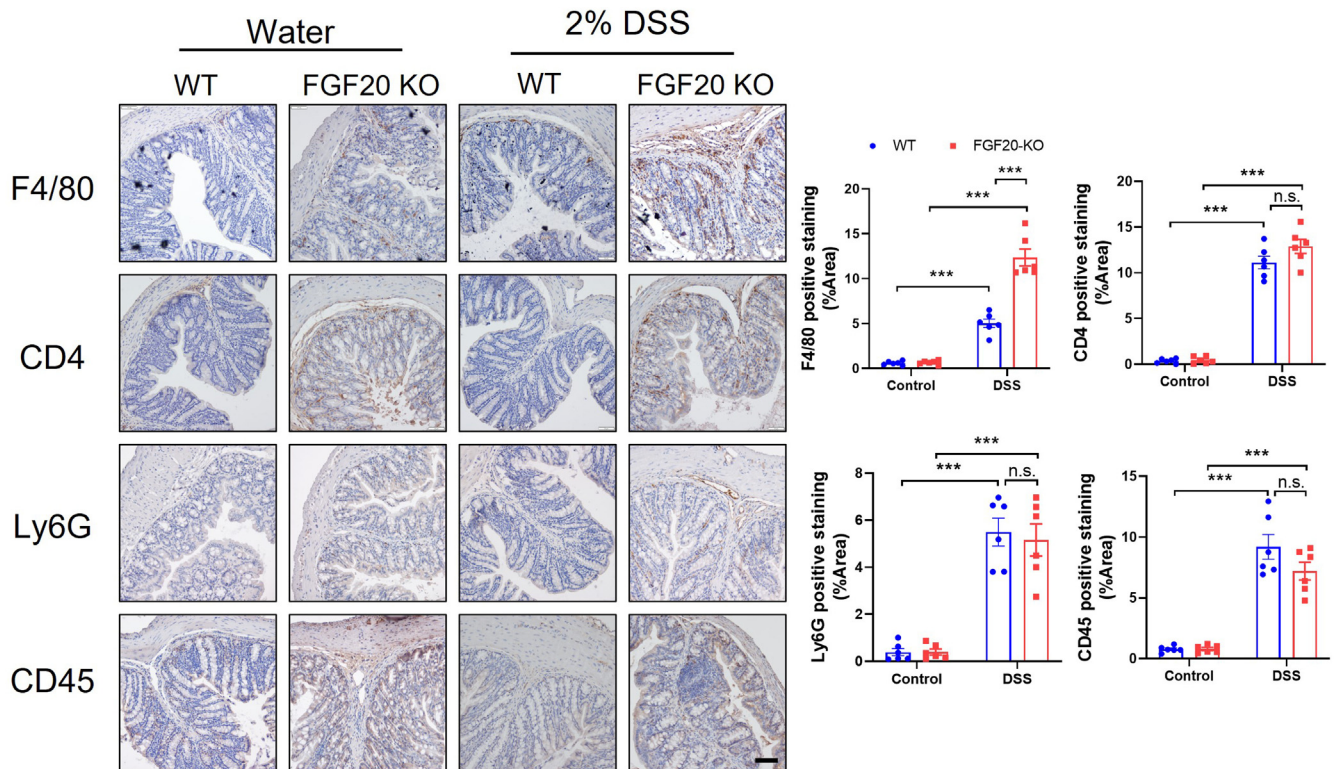 Water
2% DSS
WT
FGF20 KO
WT
FGF20 KO
F4/80
CD4
Ly6G
CD45
WT
FGF20-KO
F4/80 positive staining
(%Area)
20
15
10
5
0
***
***
***
Control
DSS
CD4 positive staining
(%Area)
20
15
10
5
0
***
***
n.s.
Control
DSS
Ly6G positive staining
(%Area)
8
6
4
2
0
***
***
n.s.
Control
DSS
CD45 positive staining
(%Area)
15
10
5
0
***
***
n.s.
Control
DSS